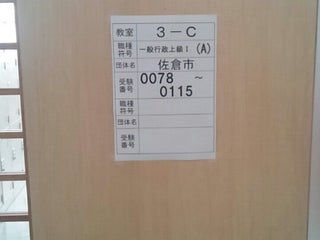 教室 3-C
職種符号 一般行政上級Ⅰ (A)
団体名 佐倉市
受験番号 0078 ~ 0115
職種符号
団体名
受験番号